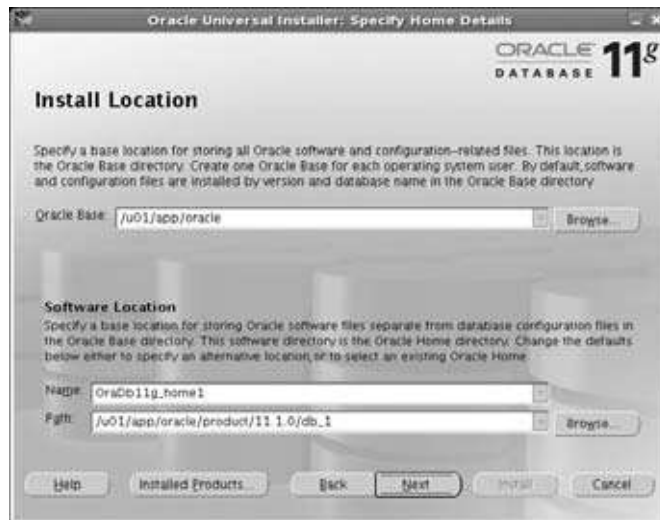 Oracle Universal Installer: Specify Home Details
ORACLE 11g
DATABASE
Install Location
Specify a base location for storing all Oracle software and configuration-related files. This location is
the Oracle Base directory. Create one Oracle Base for each operating system user. By default,software
and configuration files are installed by version and database name in the Oracle Base directory
Oracle Base: /u01/app/oracle Browse...
Software Location
Specify a base location for storing Oracle software files separate from database configuration files in
the Oracle Base directory. This software directory is the Oracle Home directory. Change the defaults
below either to specify an alternative location,or to select an existing Oracle Home.
Name: OraDb11g_home1
Path: /u01/app/oracle/product/11.1.0/db_1 Browse...
Help Installed Products... Back Next Install Cancel